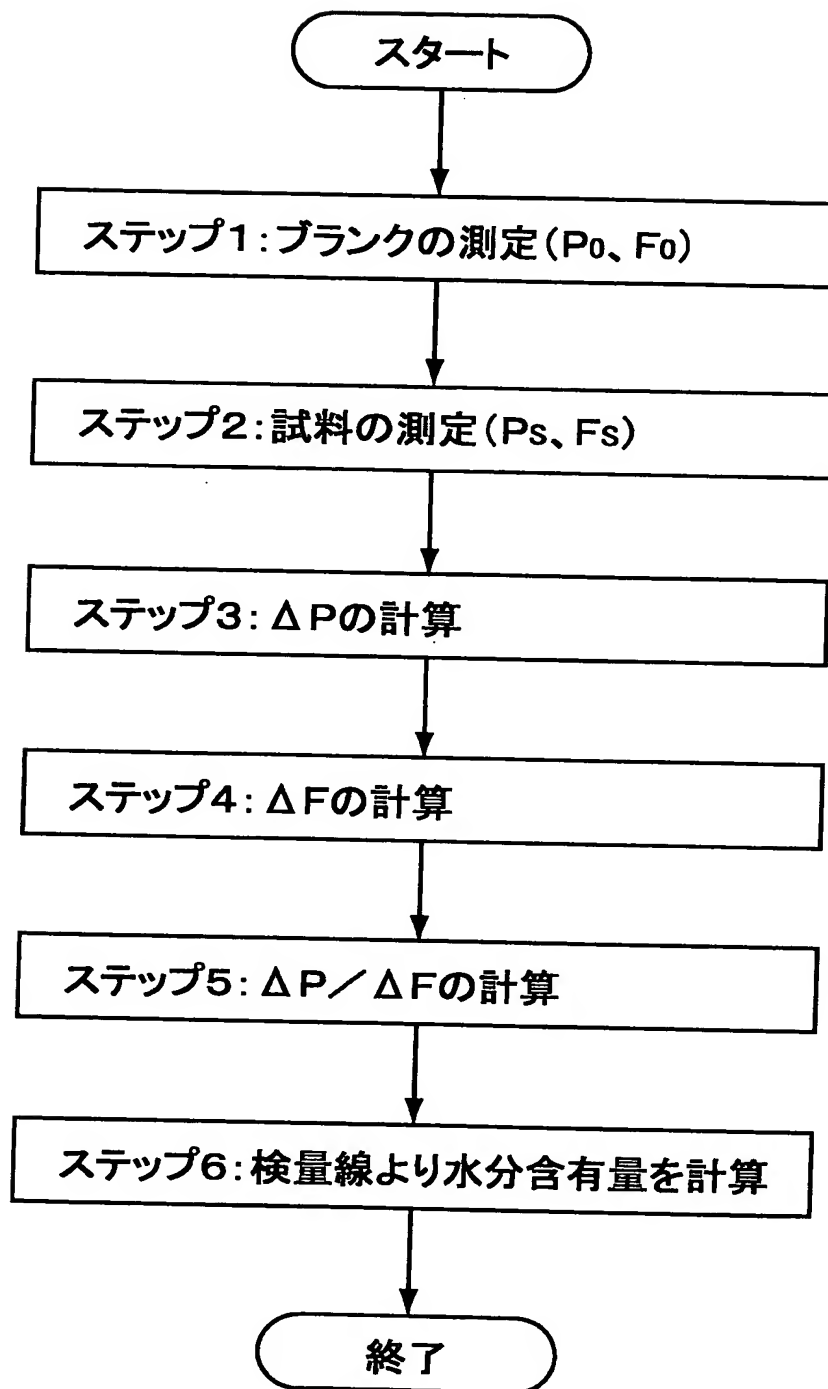 スタート
ステップ1:ブランクの測定(P0、F0)
ステップ2:試料の測定(Ps、Fs)
ステップ3:ΔPの計算
ステップ4:ΔFの計算
ステップ5:ΔP/ΔFの計算
ステップ6:検量線より水分含有量を計算
終了